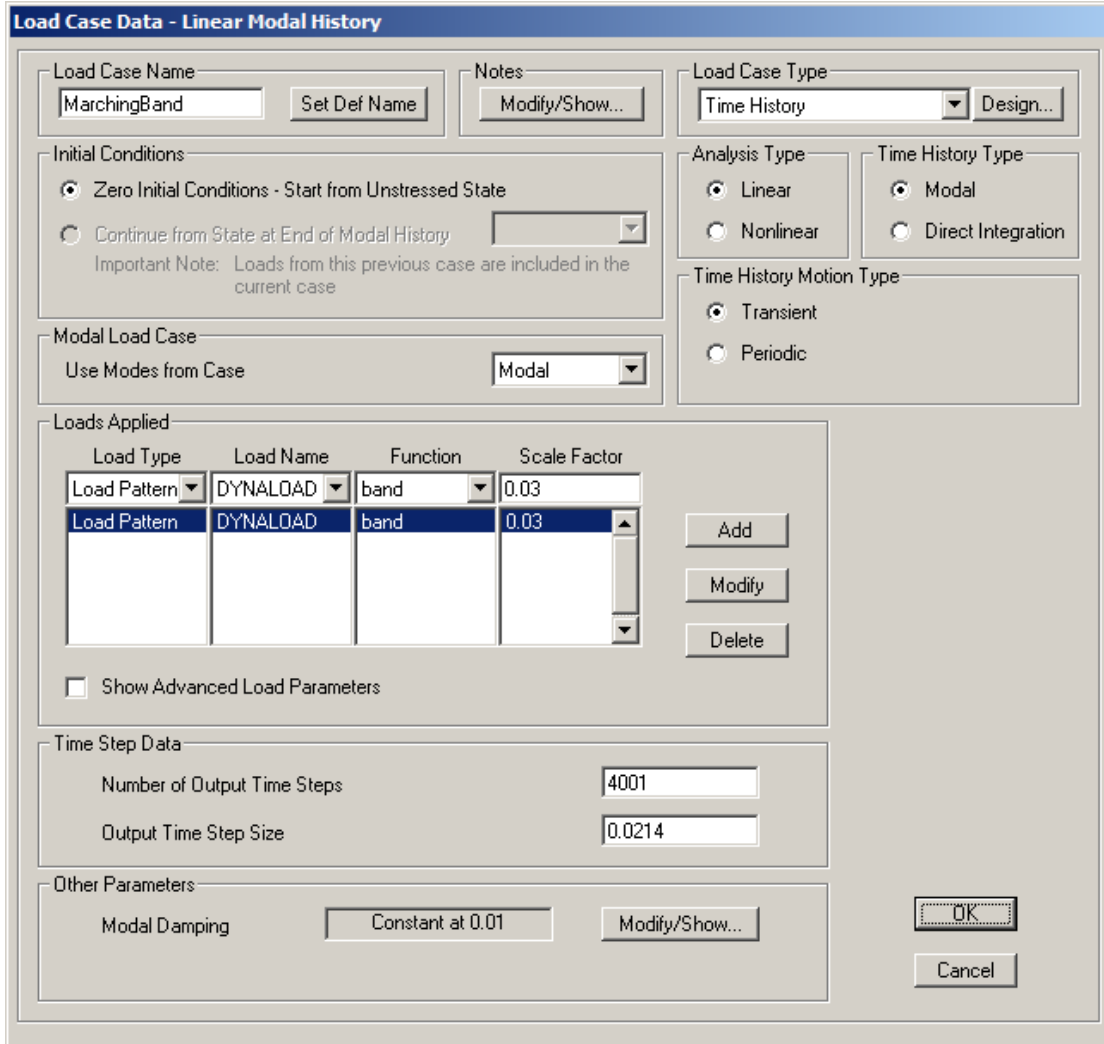 Load Case Data - Linear Modal History
Load Case Name
MarchingBand
Set Def Name
Notes
Modify/Show...
Load Case Type
Time History
Design...
Initial Conditions
Zero Initial Conditions - Start from Unstressed State
Continue from State at End of Modal History
Important Note: Loads from this previous case are included in the
current case
Analysis Type
Linear
Nonlinear
Time History Type
Modal
Direct Integration
Time History Motion Type
Transient
Periodic
Modal Load Case
Use Modes from Case
Modal
Loads Applied
Load Type Load Name Function Scale Factor
Load Pattern DYNALOAD band 0.03
Load Pattern DYNALOAD band 0.03
Add
Modify
Delete
Show Advanced Load Parameters
Time Step Data
Number of Output Time Steps 4001
Output Time Step Size 0.0214
Other Parameters
Modal Damping Constant at 0.01 Modify/Show...
OK
Cancel